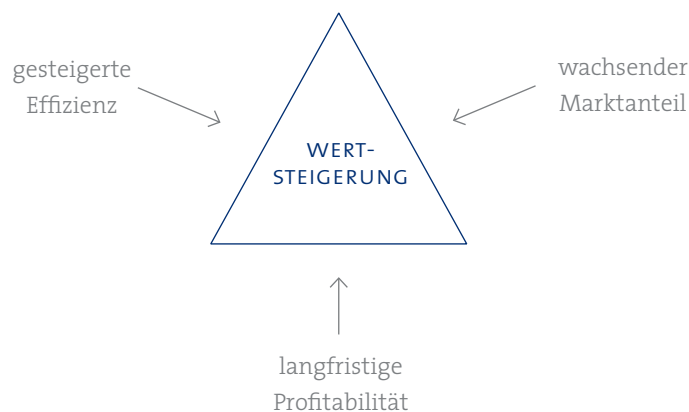 gesteigerte
Effizienz
wachsender
Marktanteil
WERT-
STEIGERUNG
langfristige
Profitabilität